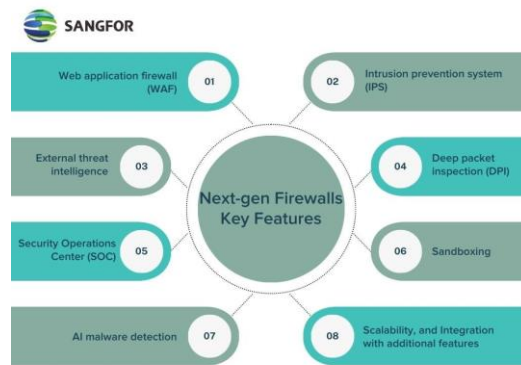 SANGFOR
Web application firewall
(WAF)
01
02
Intrusion prevention system
(IPS)
External threat
intelligence
03
04
Deep packet
inspection (DPI)
Next-gen Firewalls
Key Features
Security Operations
Center (SOC)
05
06
Sandboxing
AI malware detection
07
08
Scalability, and Integration
with additional features